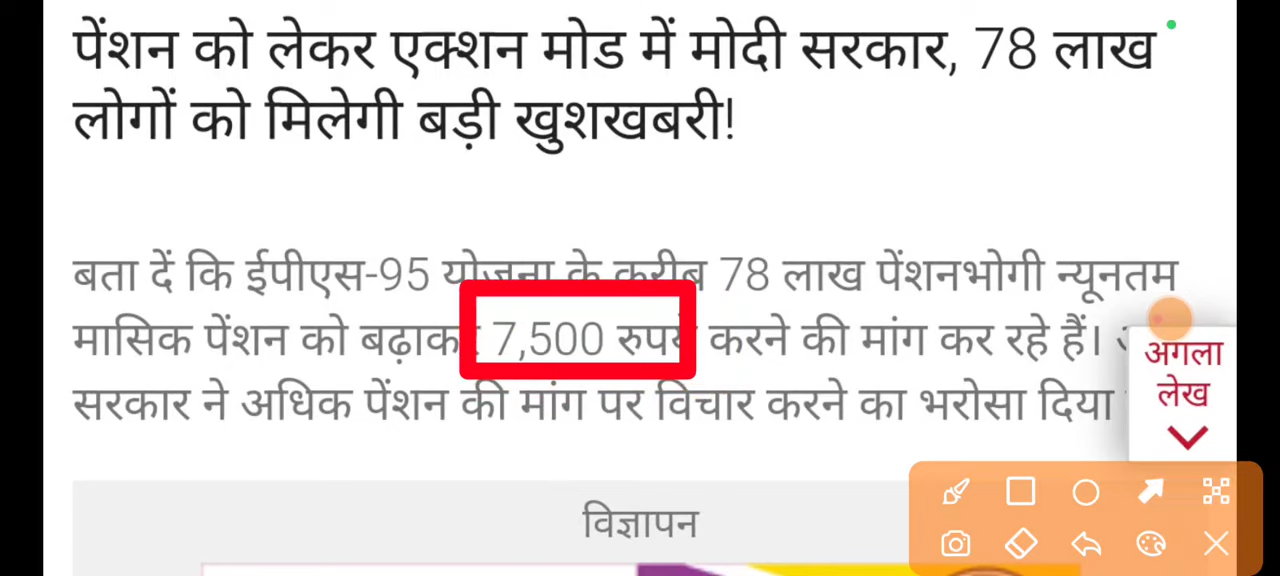 पेंशन को लेकर एक्शन मोड में मोदी सरकार, 78 लाख
लोगों को मिलेगी बड़ी खुशखबरी!
बता दें कि ईपीएस-95 योजना के करीब 78 लाख पेंशनभोगी न्यूनतम
मासिक पेंशन को बढ़ाकर 7,500 रुपये करने की मांग कर रहे हैं।
सरकार ने अधिक पेंशन की मांग पर विचार करने का भरोसा दिया
अगला
लेख
विज्ञापन